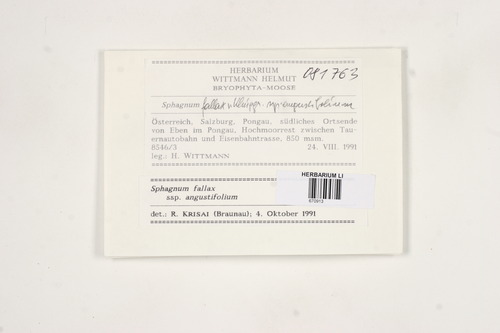 HERBARIUM
WITTMANN HELMUT
BRYOPHYTA-MOOSE
081763
Sphagnum fallax
Österreich, Salzburg, Pongau, südliches Ortsende
von Eben im Pongau, Hochmoorrest zwischen Tau-
ernautobahn und Eisenbahntrasse, 850 msm.
8546/3 24. VIII. 1991
leg.: H. WITTMANN
Sphagnum fallax
ssp. angustifolium
det.: R. KRISAI (Braunau); 4. Oktober 1991
HERBARIUM LI